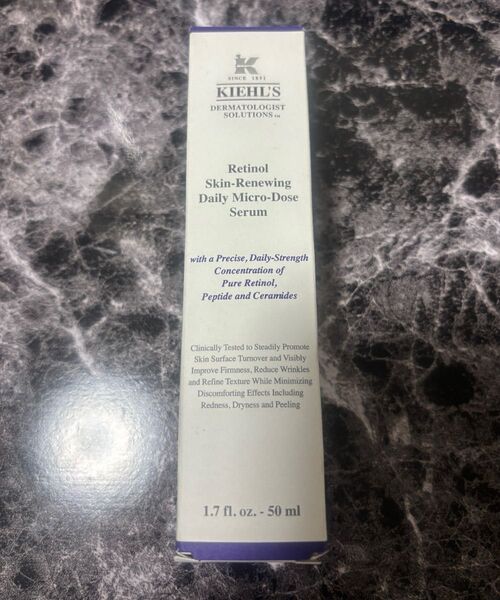 K
SINCE 1851
KIEHL'S
DERMATOLOGIST
SOLUTIONS™
Retinol
Skin-Renewing
Daily Micro-Dose
Serum
with a Precise, Daily-Strength
Concentration of
Pure Retinol,
Peptide and Ceramides
Clinically Tested to Steadily Promote
Skin Surface Turnover and Visibly
Improve Firmness, Reduce Wrinkles
and Refine Texture While Minimizing
Discomforting Effects Including
Redness, Dryness and Peeling
1.7 fl. oz. - 50 ml